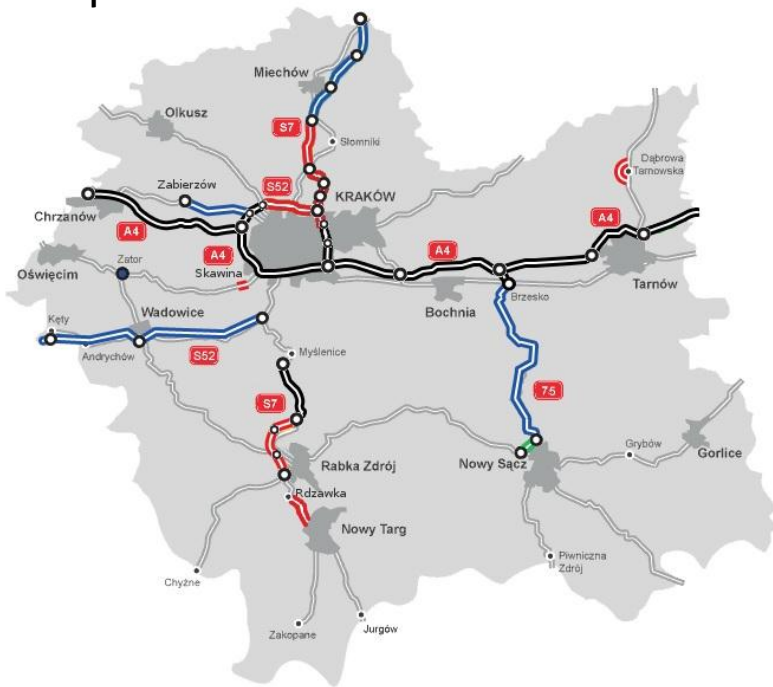 Miechów
Olkusz
S7
Słomniki
Dąbrowa
Tarnowska
Zabierzów
S52
KRAKÓW
Chrzanów
A4
A4
A4
A4
Skawina
Oświęcim
Zator
Tarnów
Brzesko
Bochnia
Wadowice
Kęty
Andrychów
S52
Myślenice
S7
75
Rabka Zdrój
Nowy Sącz
Grybów
Gorlice
Rdzawka
Nowy Targ
Piwniczna
Zdrój
Chyżne
Zakopane
Jurgów